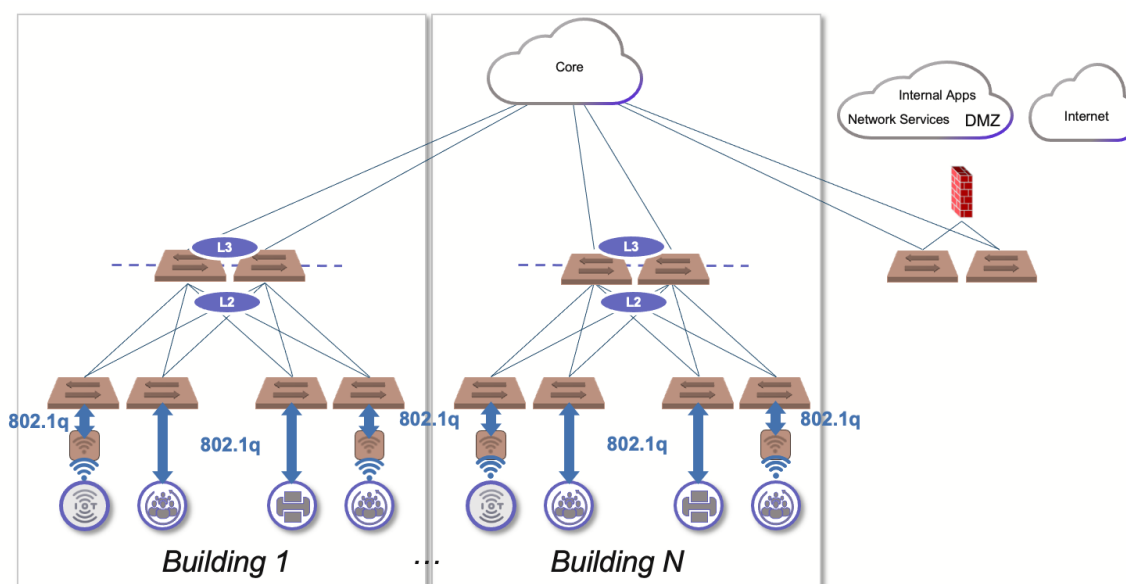 Core
Internal Apps
Network Services DMZ
Internet
L3
L3
L2
L2
802.1q
802.1q
802.1q
802.1q
802.1q
802.1q
I T
I T
Building 1
...
Building N